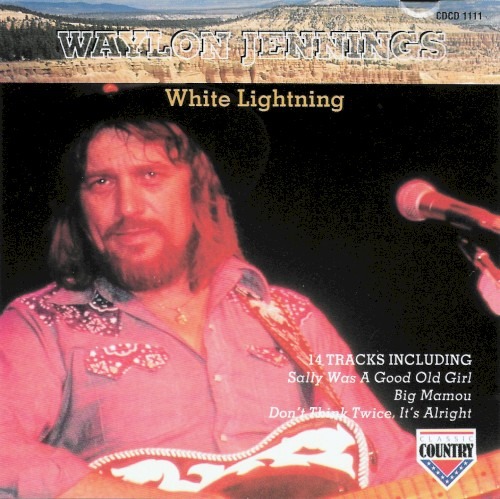 CDCD 1111
WAYLON JENNINGS
White Lightning
14 TRACKS INCLUDING
Sally Was A Good Old Girl
Big Mamou
Don't Think Twice, It's Alright
CLASSIC
COUNTRY